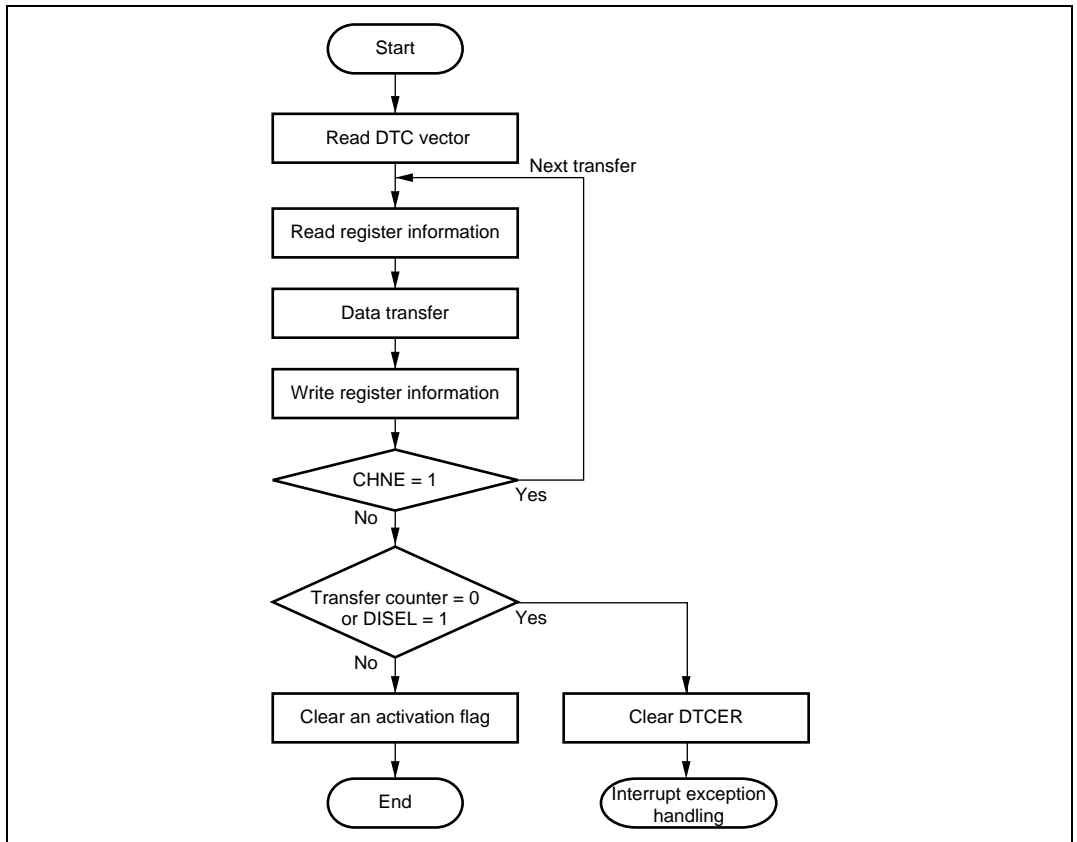 Start
Read DTC vector
Next transfer
Read register information
Data transfer
Write register information
CHNE = 1
Yes
No
Transfer counter = 0
or DISEL = 1
Yes
No
Clear an activation flag
Clear DTCER
End
Interrupt exception
handling